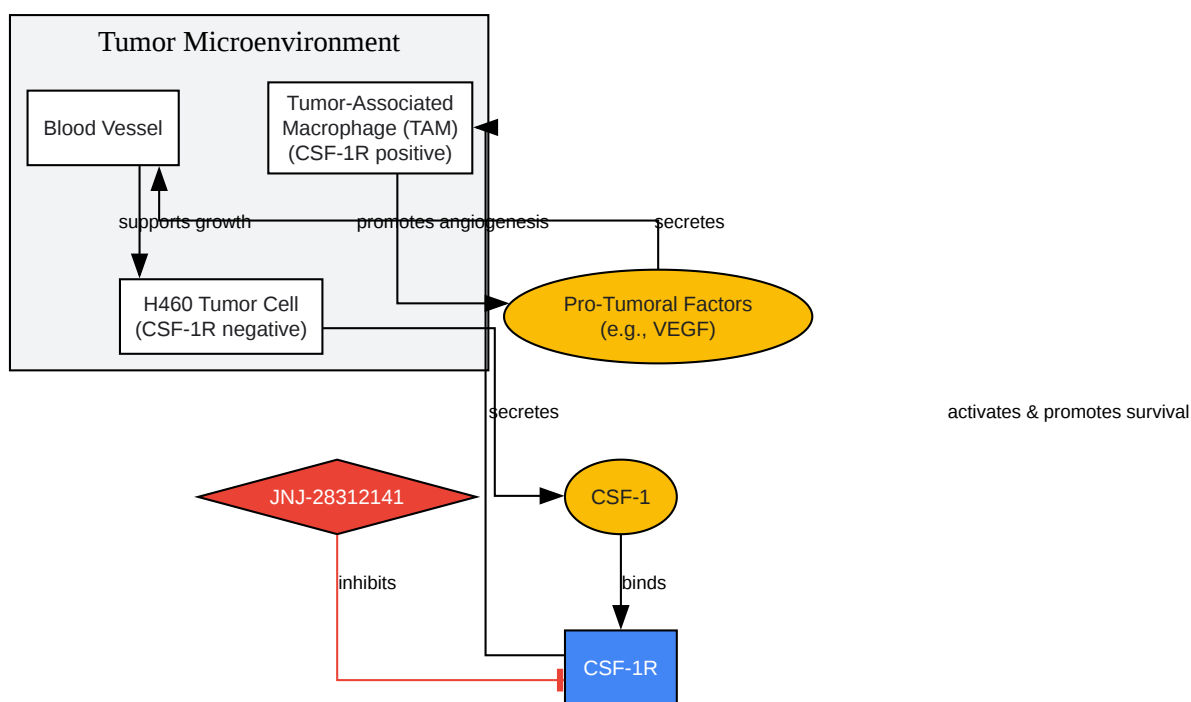 Tumor Microenvironment
Blood Vessel
Tumor-Associated
Macrophage (TAM)
(CSF-1R positive)
supports growth
promotes angiogenesis
secretes
H460 Tumor Cell
(CSF-1R negative)
Pro-Tumoral Factors
(e.g., VEGF)
secretes
activates & promotes survival
JNJ-28312141
CSF-1
inhibits
binds
CSF-1R